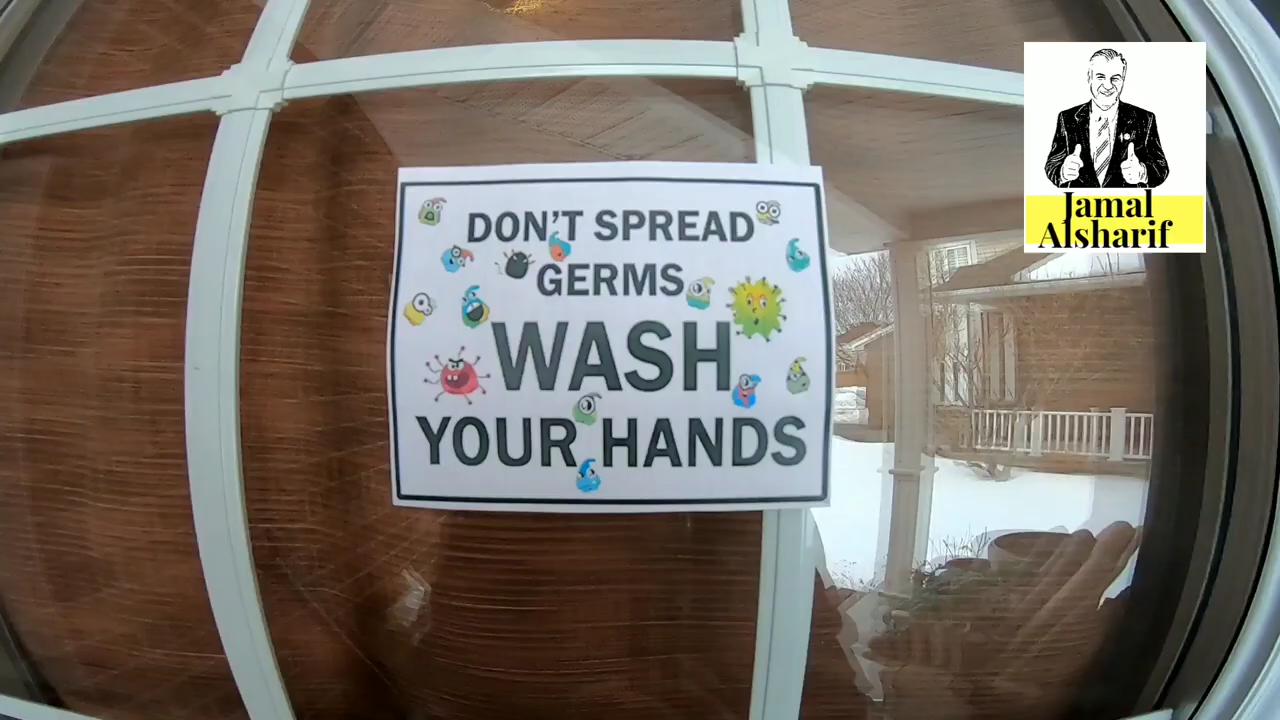 DON'T SPREAD
GERMS
WASH
YOUR HANDS
Jamal
Alsharif